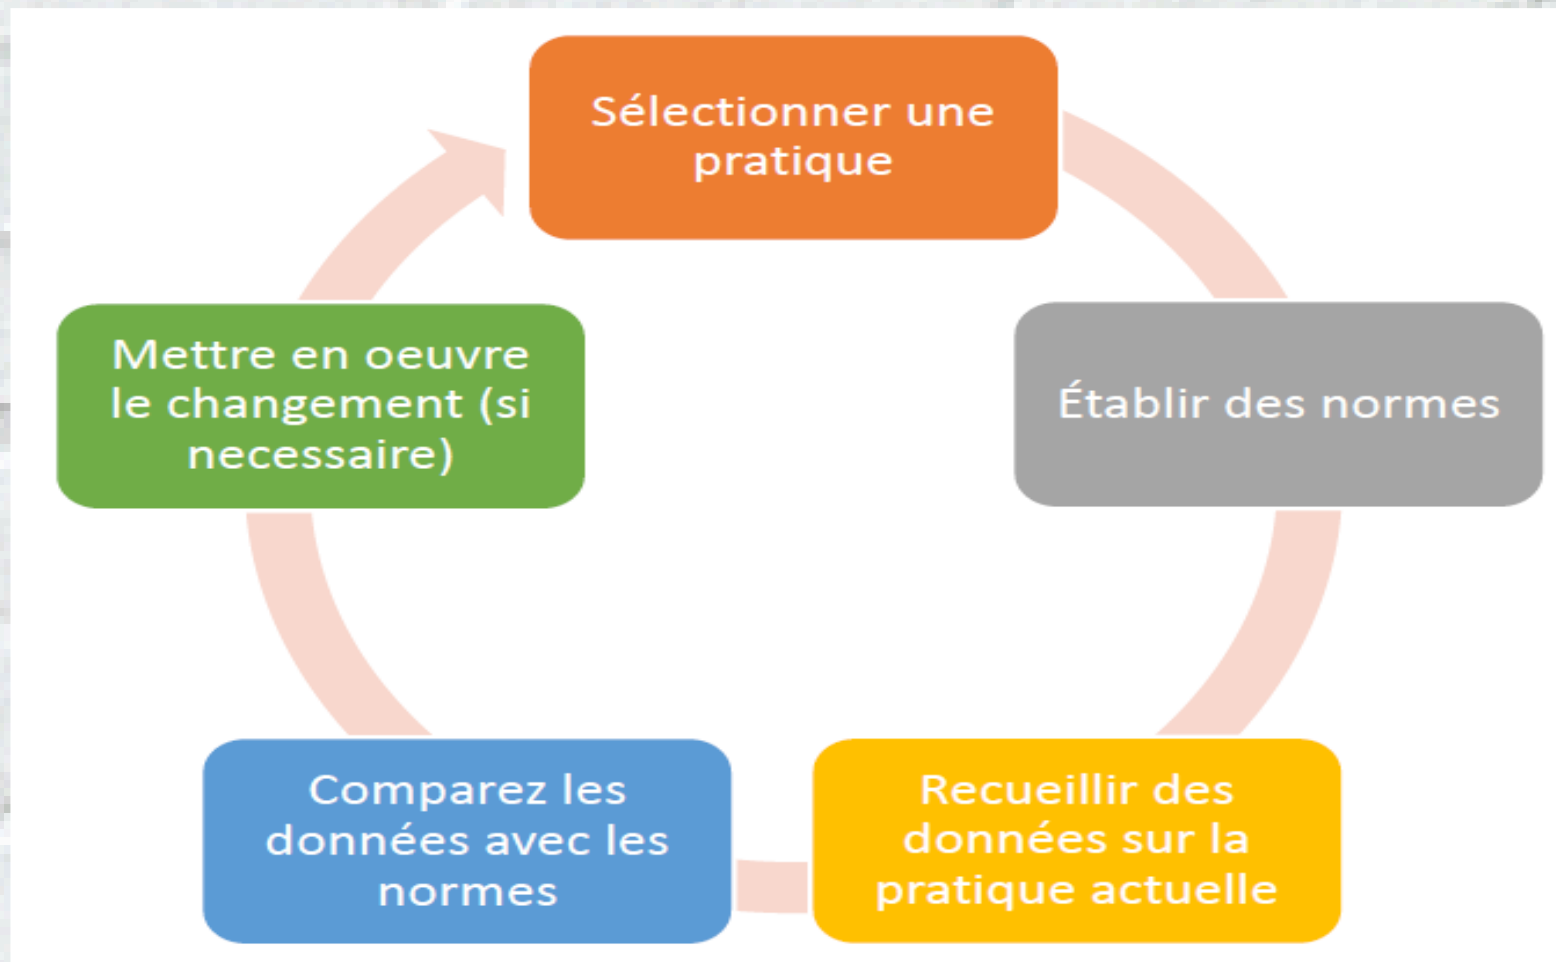 Sélectionner une
pratique
Établir des normes
Recueillir des
données sur la
pratique actuelle
Comparez les
données avec les
normes
Mettre en oeuvre
le changement (si
necessaire)